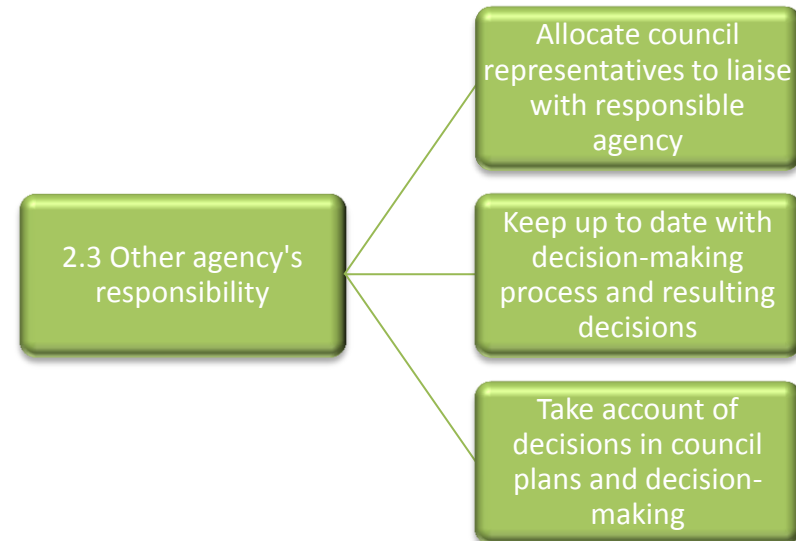 2.3 Other agency's
responsibility
Allocate council
representatives to liaise
with responsible
agency
Keep up to date with
decision-making
process and resulting
decisions
Take account of
decisions in council
plans and decision-
making